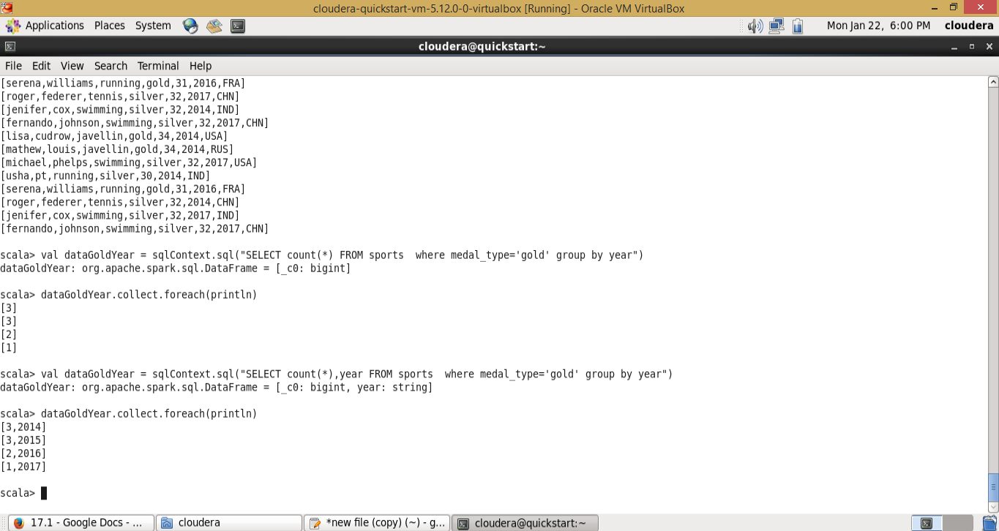 cloudera-quickstart-vm-5.12.0-0-virtualbox [Running] - Oracle VM VirtualBox
Applications Places System Mon Jan 22, 6:00 PM cloudera
cloudera@quickstart:~
File Edit View Search Terminal Help
[serena,williams,running,gold,31,2016,FRA]
[roger,federer,tennis,silver,32,2017,CHN]
[jenifer,cox,swimming,silver,32,2014,IND]
[fernando,johnson,swimming,silver,32,2017,CHN]
[lisa,cudrow,javellin,gold,34,2014,USA]
[mathew,louis,javellin,gold,34,2014,RUS]
[michael,phelps,swimming,silver,32,2017,USA]
[usha,pt,running,silver,30,2014,IND]
[serena,williams,running,gold,31,2016,FRA]
[roger,federer,tennis,silver,32,2014,CHN]
[jenifer,cox,swimming,silver,32,2017,IND]
[fernando,johnson,swimming,silver,32,2017,CHN]
scala> val dataGoldYear = sqlContext.sql("SELECT count(*) FROM sports  where medal_type='gold' group by year")
dataGoldYear: org.apache.spark.sql.DataFrame = [_c0: bigint]
scala> dataGoldYear.collect.foreach(println)
[3]
[3]
[2]
[1]
scala> val dataGoldYear = sqlContext.sql("SELECT count(*),year FROM sports  where medal_type='gold' group by year")
dataGoldYear: org.apache.spark.sql.DataFrame = [_c0: bigint, year: string]
scala> dataGoldYear.collect.foreach(println)
[3,2014]
[3,2015]
[2,2016]
[1,2017]
scala>
17.1 - Google Docs - ... cloudera *new file (copy) (~) - g... cloudera@quickstart:~